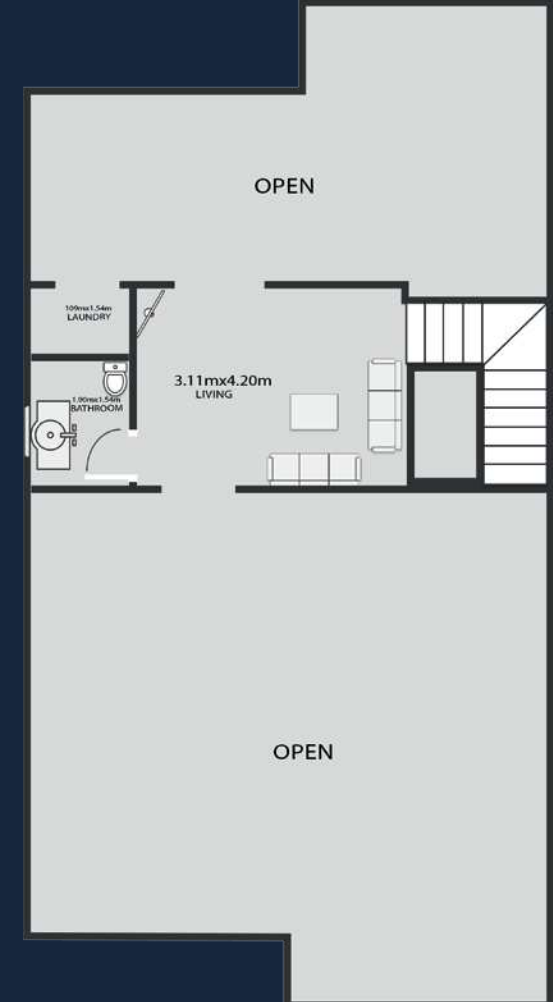 OPEN
109mx1.54m
LAUNDRY
3.11mx4.20m
LIVING
1.90mx1.54m
BATHROOM
OPEN